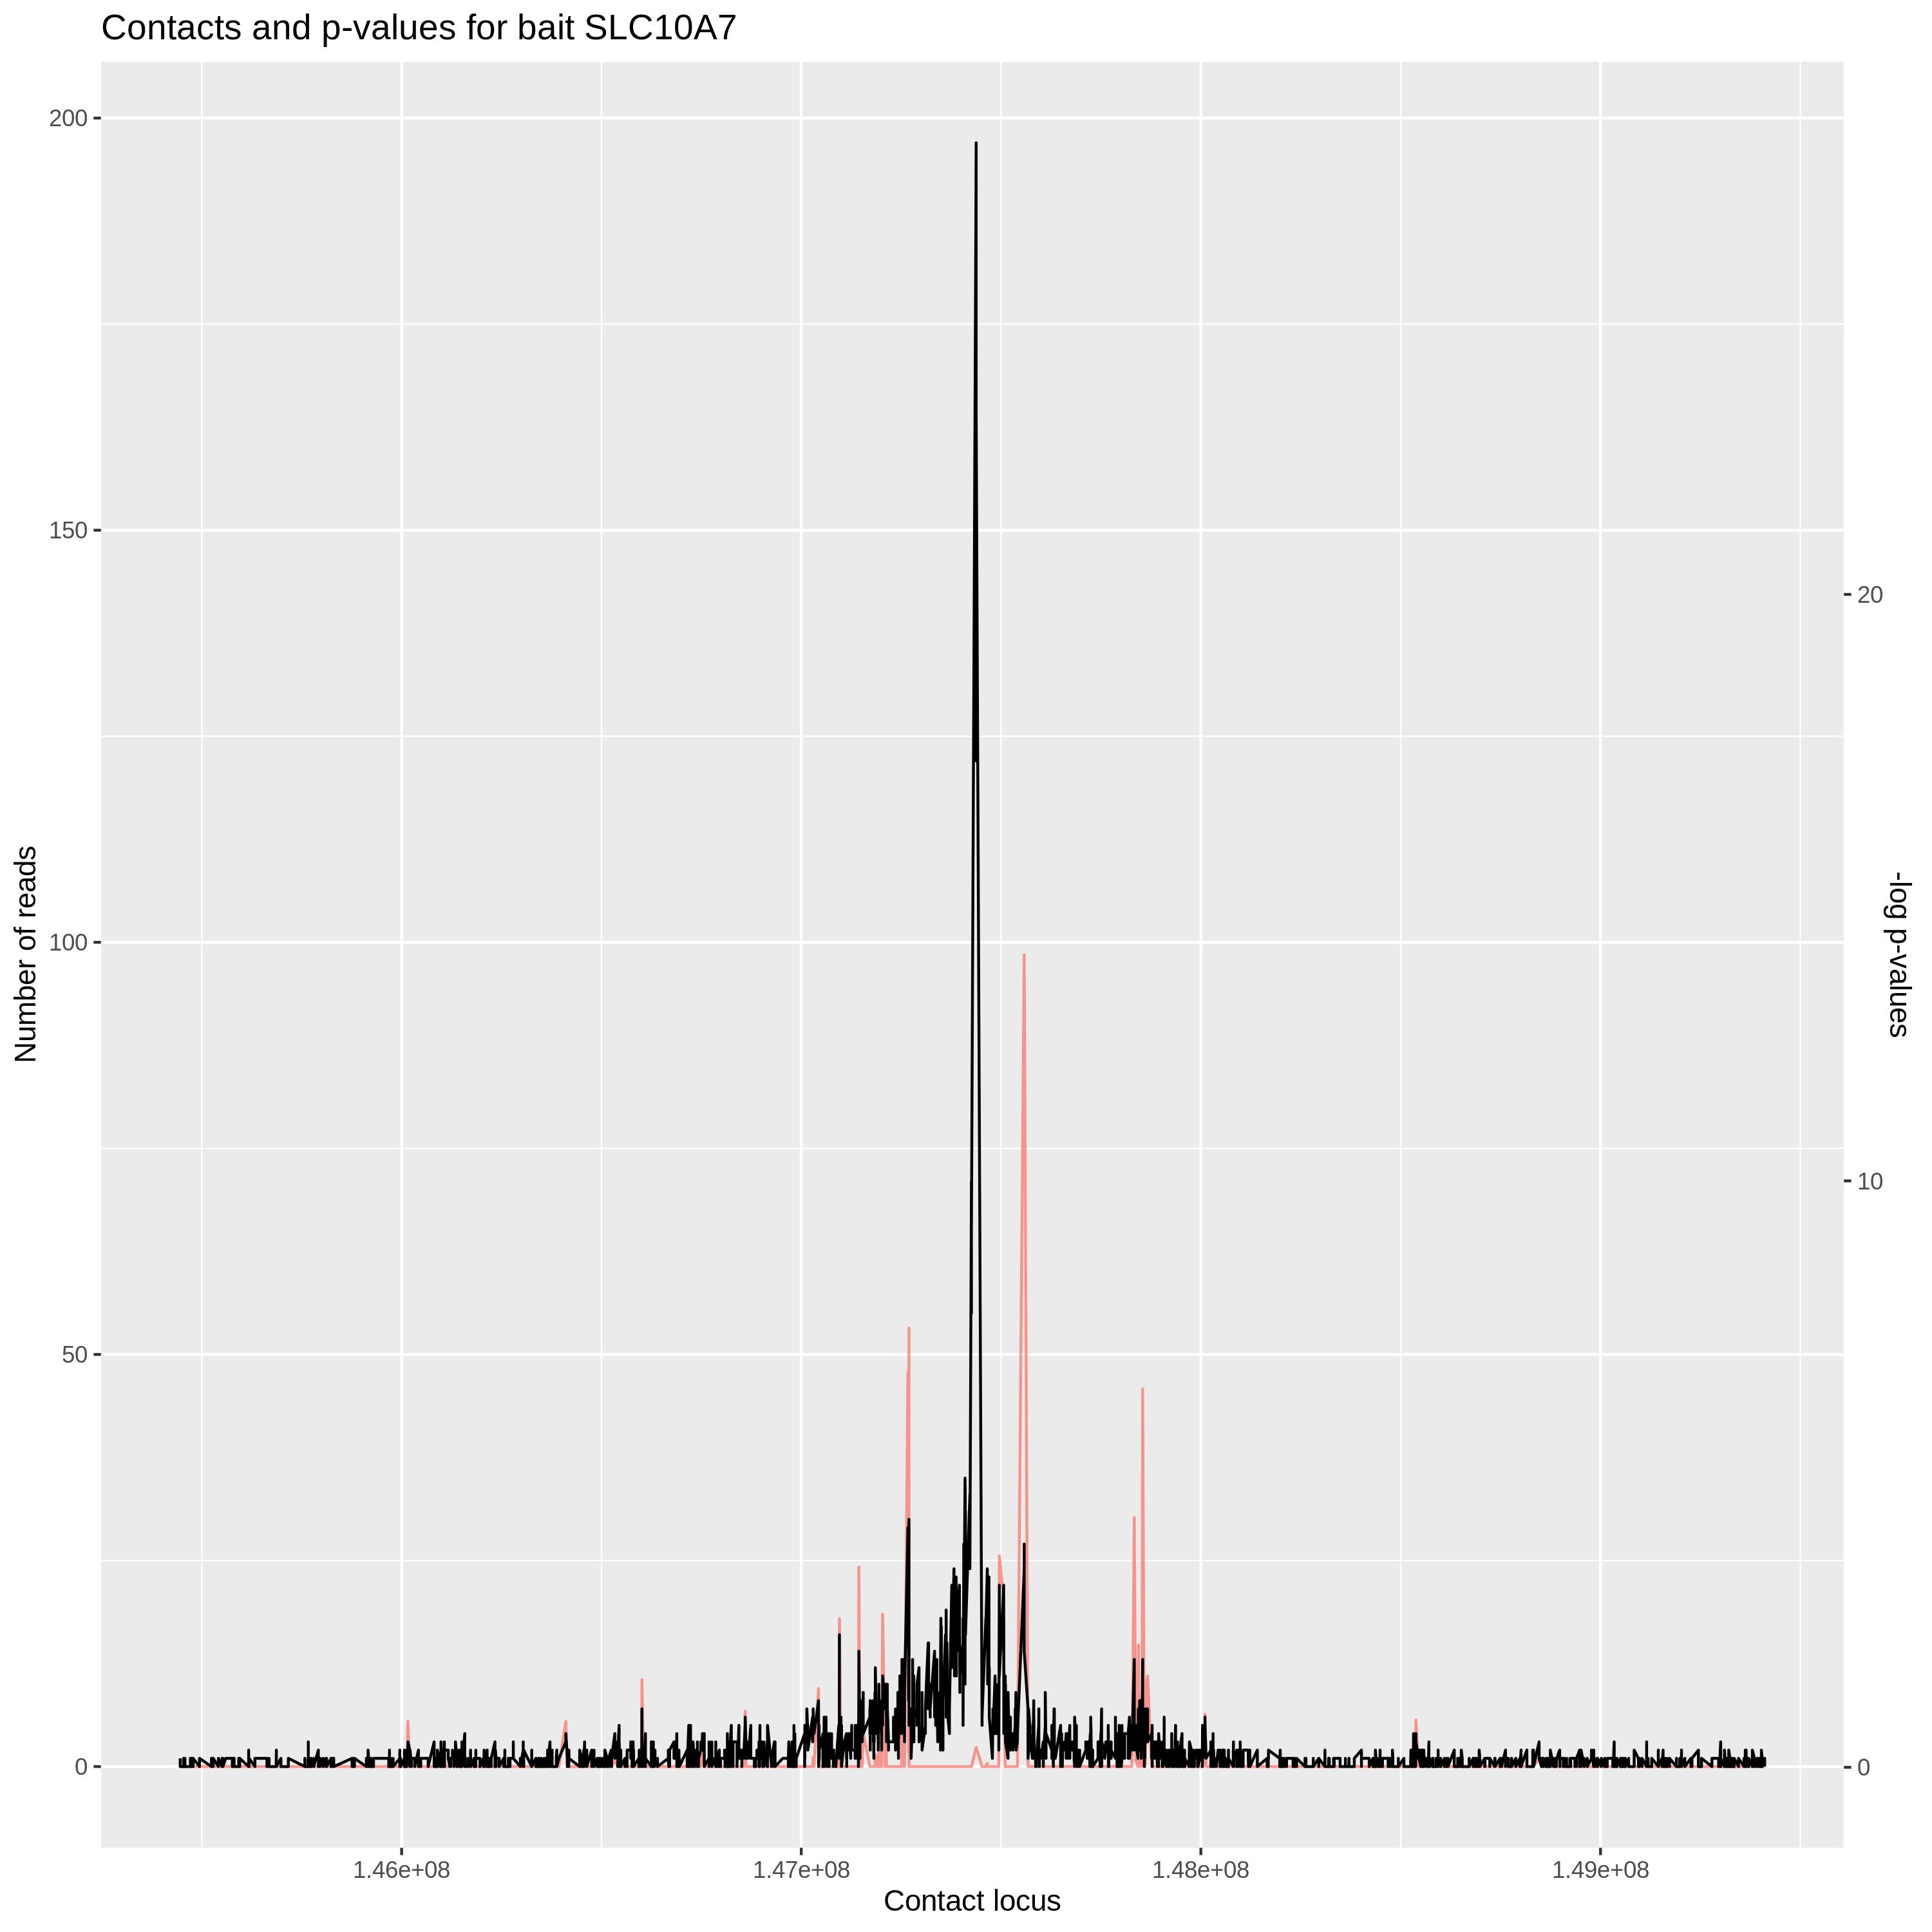 Contacts and p-values for bait SLC10A7
200
150
100
50
0
Number of reads
20
10
0
-log p-values
1.46e+08
1.47e+08
1.48e+08
1.49e+08
Contact locus